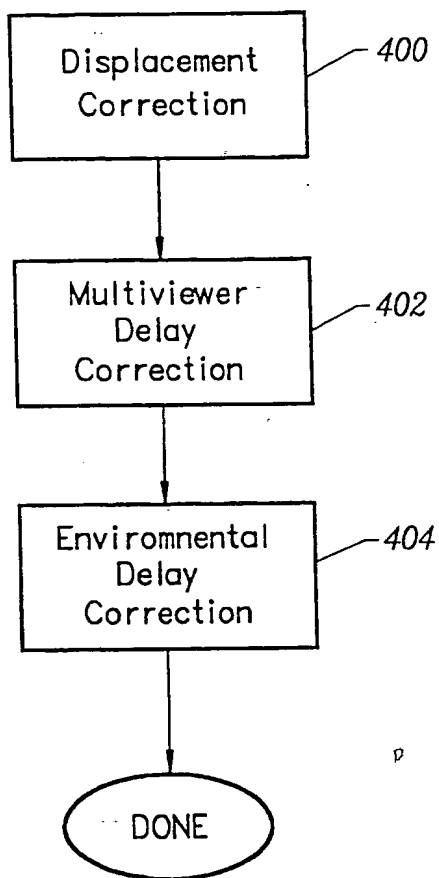 Displacement
Correction
400
Multiviewer
Delay
Correction
402
Enviromnental
Delay
Correction
404
DONE